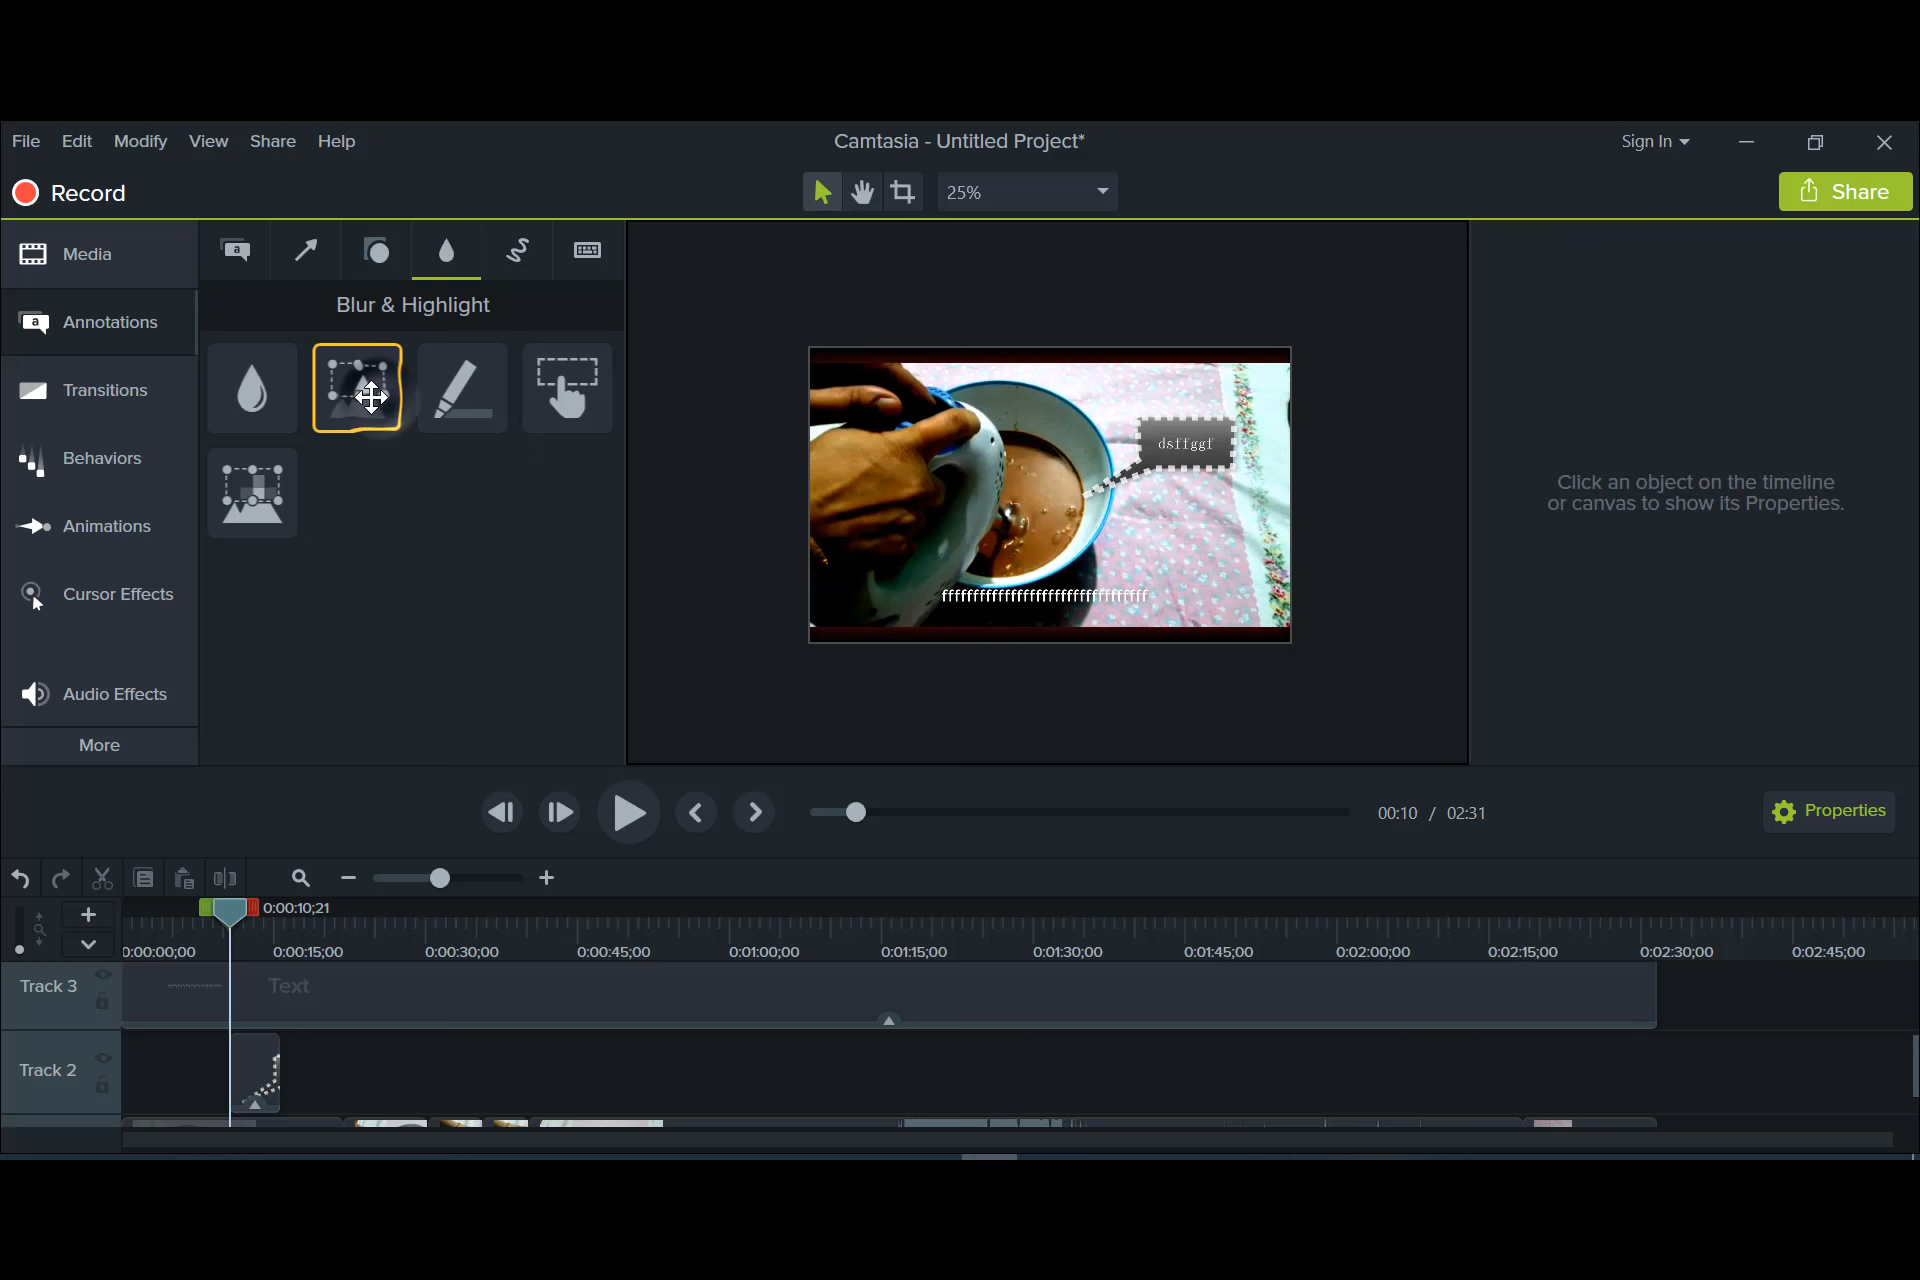 File Edit Modify View Share Help
Camtasia - Untitled Project*
Sign In
Record
25%
Share
Media
Annotations
Transitions
Behaviors
Animations
Cursor Effects
Audio Effects
More
a
a
Blur & Highlight
dsffggf
Click an object on the timeline
or canvas to show its Properties.
00:10 / 02:31
Properties
0:00:10;21
0:00:00;00 0:00:15;00 0:00:30;00 0:00:45;00 0:01:00;00 0:01:15;00 0:01:30;00 0:01:45;00 0:02:00;00 0:02:15;00 0:02:30;00 0:02:45;00
Track 3
Text
Track 2